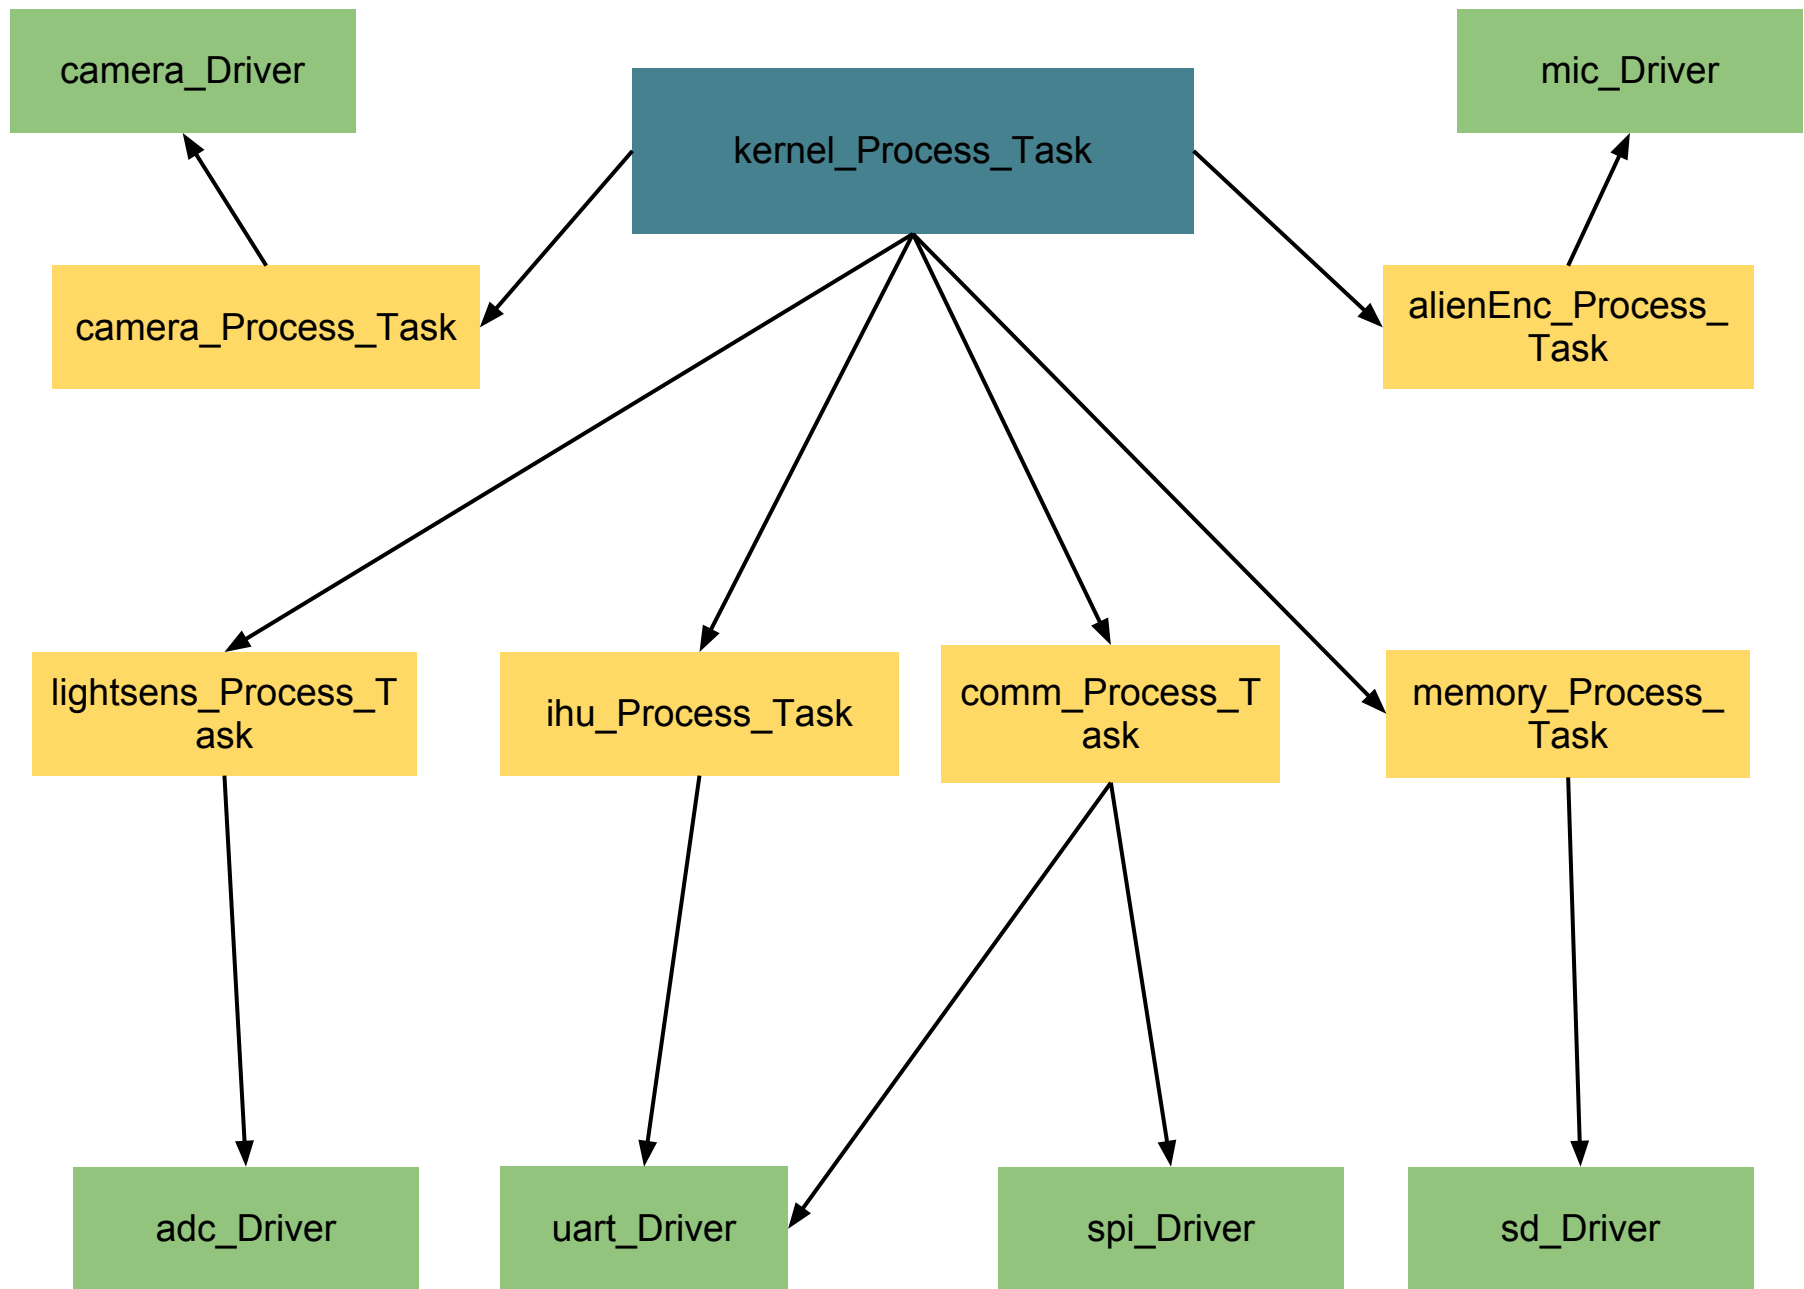 camera_Driver
mic_Driver
kernel_Process_Task
camera_Process_Task
alienEnc_Process_
Task
lightsens_Process_T
ask
ihu_Process_Task
comm_Process_T
ask
memory_Process_
Task
adc_Driver
uart_Driver
spi_Driver
sd_Driver